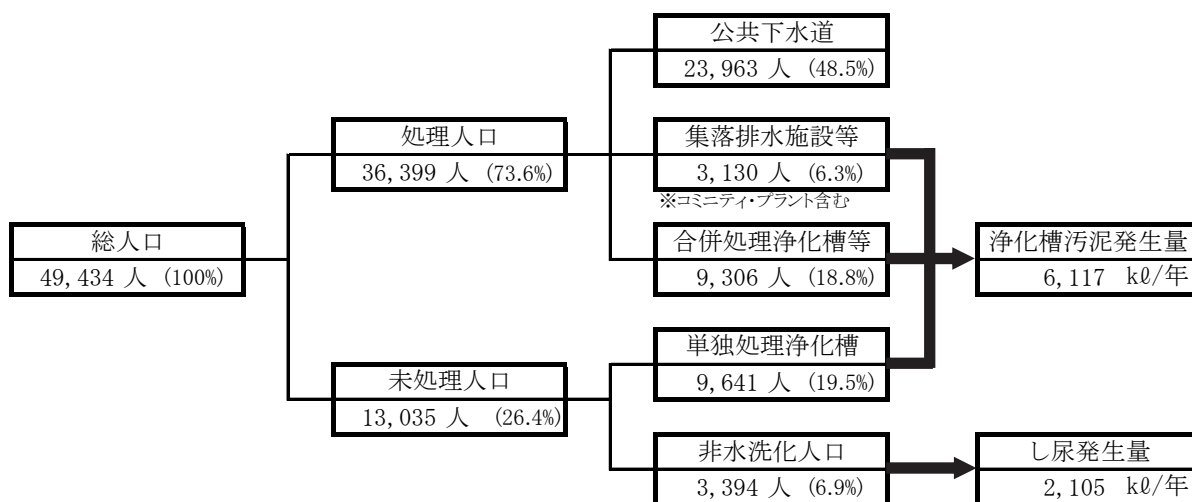 公共下水道
23,963 人 (48.5%)
処理人口
36,399 人 (73.6%)
集落排水施設等
3,130 人 (6.3%)
※コミニティ・プラント含む
総人口
49,434 人 (100%)
合併処理浄化槽等
9,306 人 (18.8%)
浄化槽汚泥発生量
6,117 kℓ/年
未処理人口
13,035 人 (26.4%)
単独処理浄化槽
9,641 人 (19.5%)
非水洗化人口
3,394 人 (6.9%)
し尿発生量
2,105 kℓ/年